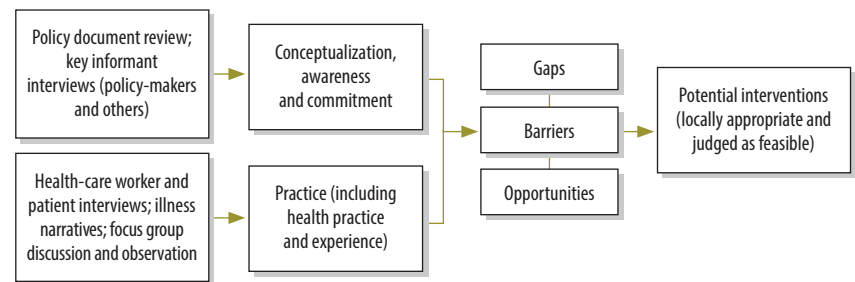 Policy document review;
key informant
interviews (policy-makers
and others)
Conceptualization,
awareness
and commitment
Health-care worker and
patient interviews; illness
narratives; focus group
discussion and observation
Practice (including
health practice
and experience)
Gaps
Barriers
Opportunities
Potential interventions
(locally appropriate and
judged as feasible)